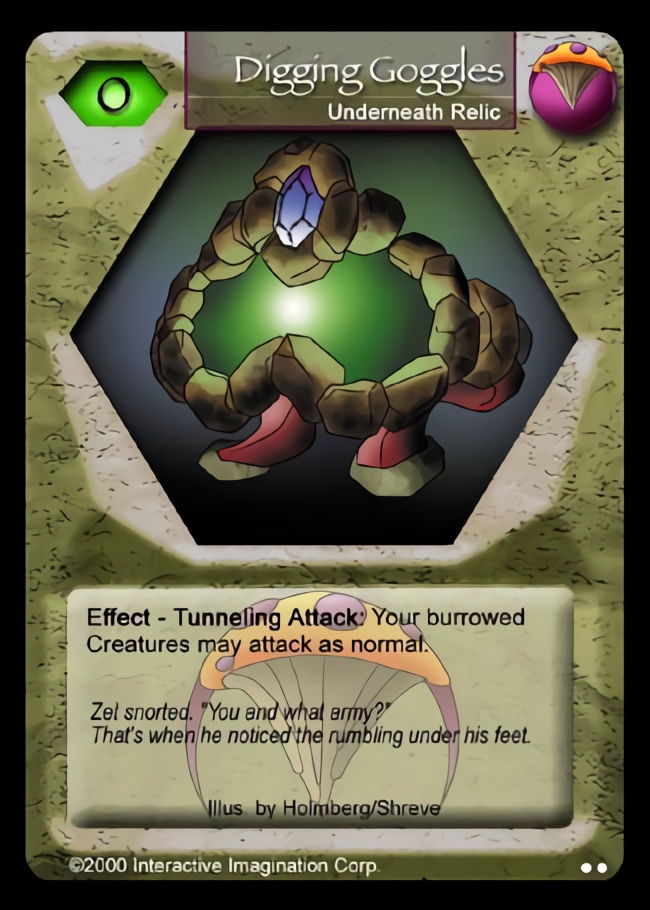 0
Digging Goggles
Underneath Relic
Effect - Tunneling Attack: Your burrowed
Creatures may attack as normal.
Zet snorted. "You and what army?"
That's when he noticed the rumbling under his feet.
Illus by Holmberg/Shreve
©2000 Interactive Imagination Corp.